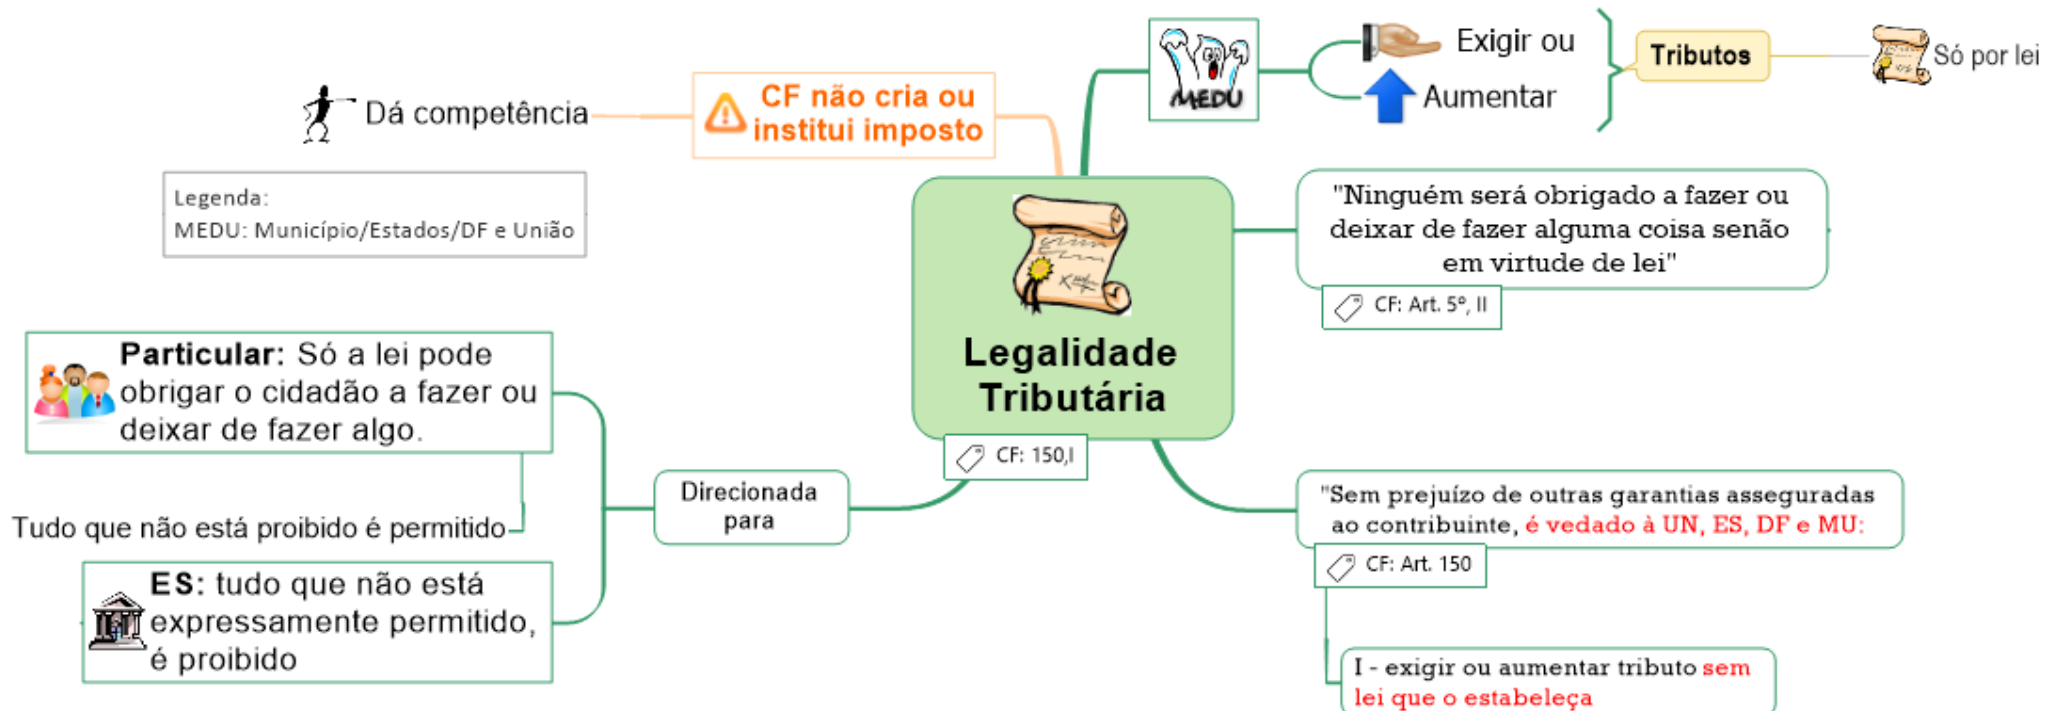 MEDU
Exigir ou
Aumentar
Tributos
Só por lei
Dá competência
CF não cria ou
institui imposto
Legenda:
MEDU: Município/Estados/DF e União
"Ninguém será obrigado a fazer ou
deixar de fazer alguma coisa senão
em virtude de lei"
CF: Art. 5º, II
Legalidade
Tributária
CF: 150,I
Particular: Só a lei pode
obrigar o cidadão a fazer ou
deixar de fazer algo.
Tudo que não está proibido é permitido
Direcionada
para
ES: tudo que não está
expressamente permitido,
é proibido
"Sem prejuízo de outras garantias asseguradas
ao contribuinte, é vedado à UN, ES, DF e MU:
CF: Art. 150
I - exigir ou aumentar tributo sem
lei que o estabeleça